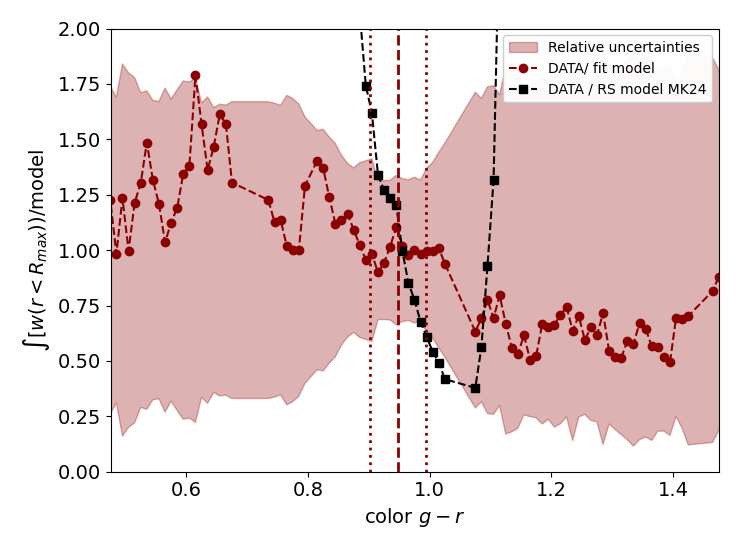 2.00
1.75
1.50
1.25
1.00
0.75
0.50
0.25
0.00
∫[w(r < R_{max}))/model
Relative uncertainties
DATA/ fit model
DATA / RS model MK24
0.6 0.8 1.0 1.2 1.4
color g − r